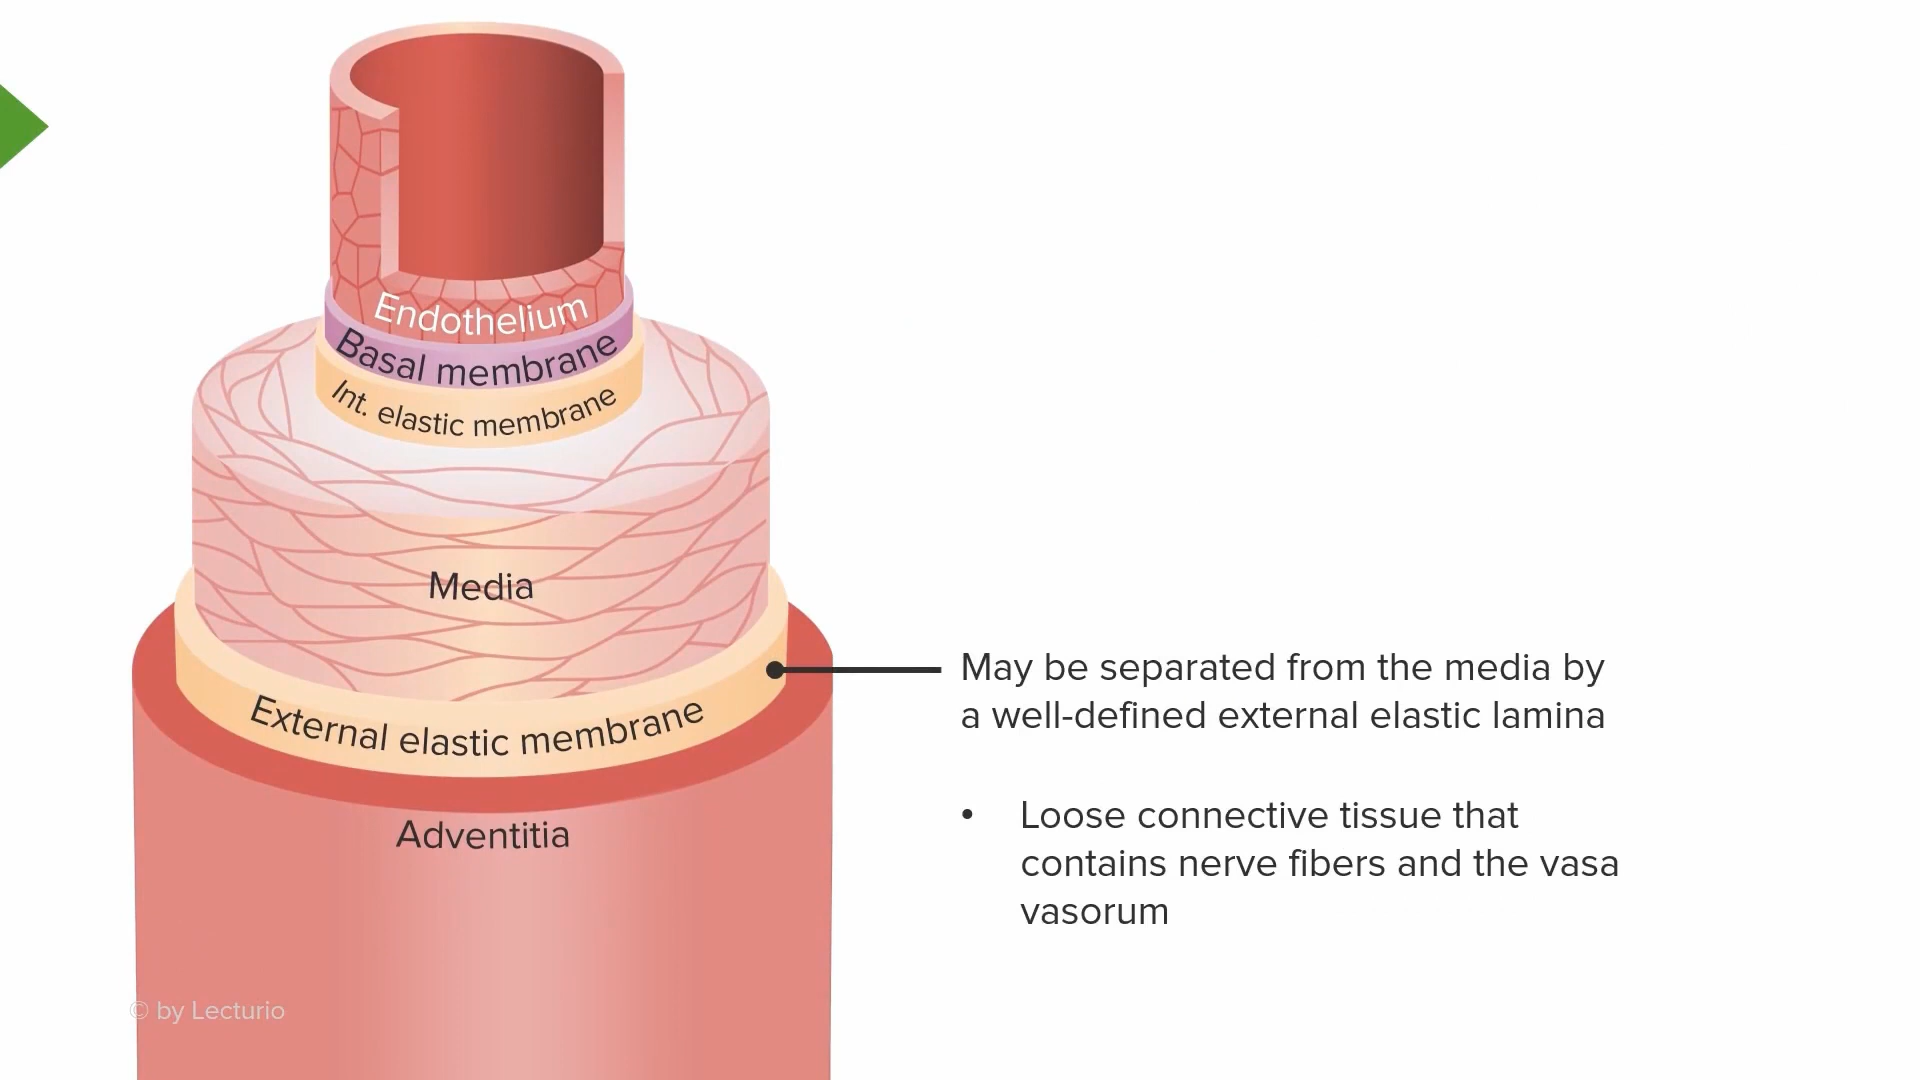 Endothelium
Basal membrane
Int. elastic membrane
Media
External elastic membrane
Adventitia
May be separated from the media by
a well-defined external elastic lamina
• Loose connective tissue that
contains nerve fibers and the vasa
vasorum
© by Lecturio